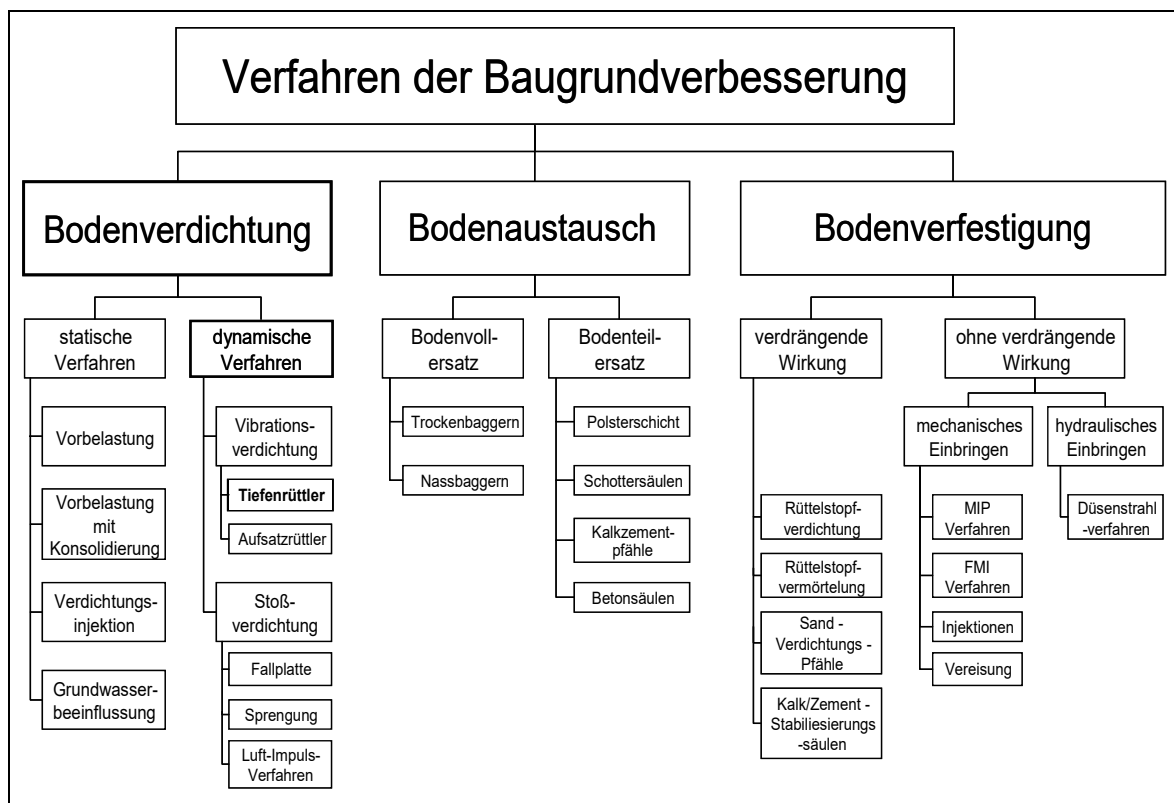 Verfahren der Baugrundverbesserung
Bodenverdichtung
Bodenaustausch
Bodenverfestigung
statische
Verfahren
dynamische
Verfahren
Bodenvoll-
ersatz
Bodenteil-
ersatz
verdrängende
Wirkung
ohne verdrängende
Wirkung
Vorbelastung
Vorbelastung
mit
Konsolidierung
Verdichtungs-
injektion
Grundwasser-
beeinflussung
Vibrations-
verdichtung
Tiefenrüttler
Aufsatzrüttler
Stoß-
verdichtung
Fallplatte
Sprengung
Luft-Impuls-
Verfahren
Trockenbaggern
Nassbaggern
Polsterschicht
Schottersäulen
Kalkzement-
pfähle
Betonsäulen
Rüttelstopf-
verdichtung
Rüttelstopf-
vermörtelung
Sand -
Verdichtungs -
Pfähle
Kalk/Zement -
Stabiliesierungs
-säulen
mechanisches
Einbringen
MIP
Verfahren
FMI
Verfahren
Injektionen
Vereisung
hydraulisches
Einbringen
Düsenstrahl
-verfahren